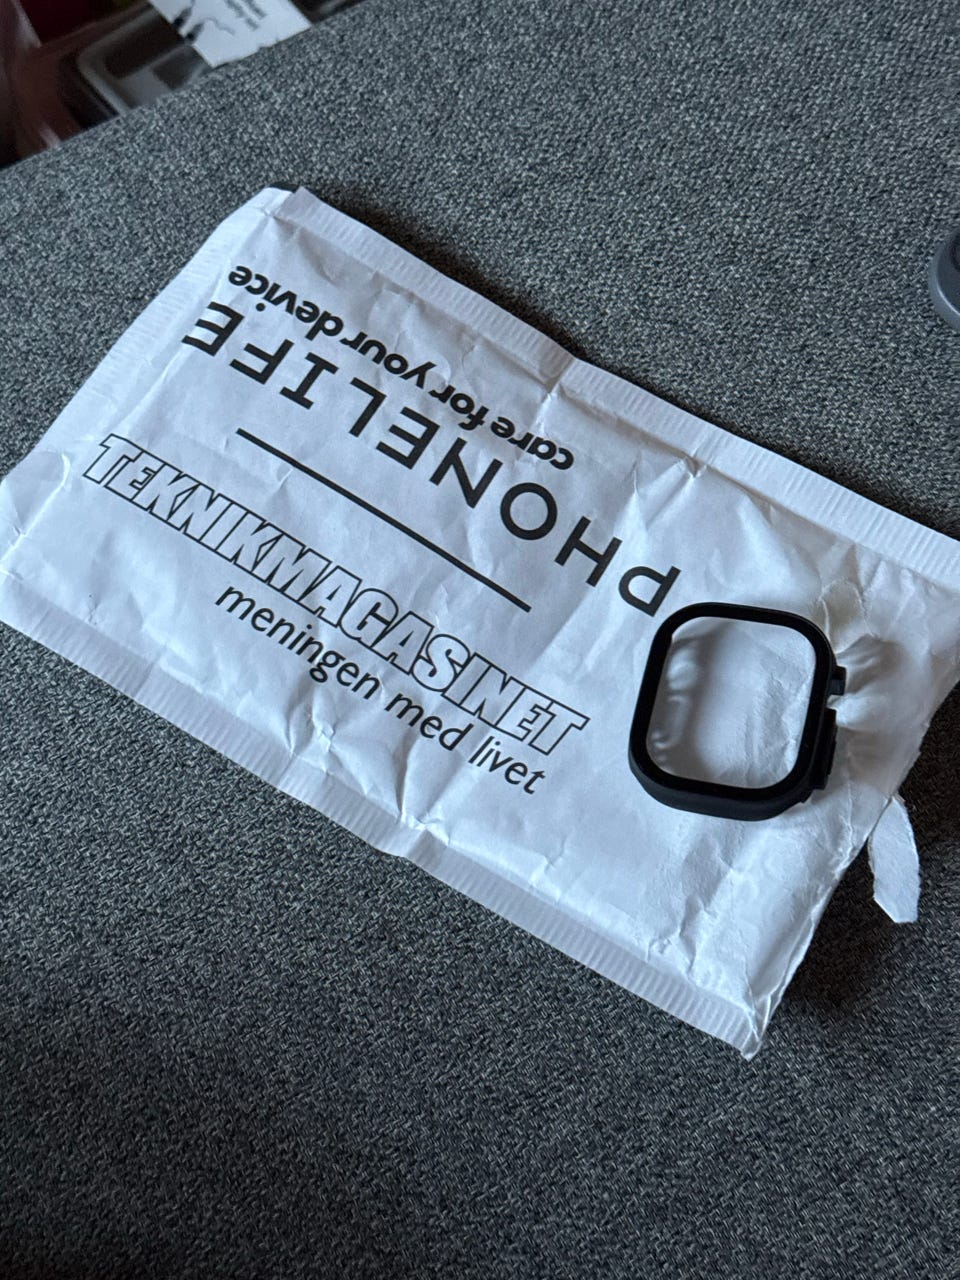 TEKNIKMAGASINET
meningen med livet
PHONELIFE
care for your device